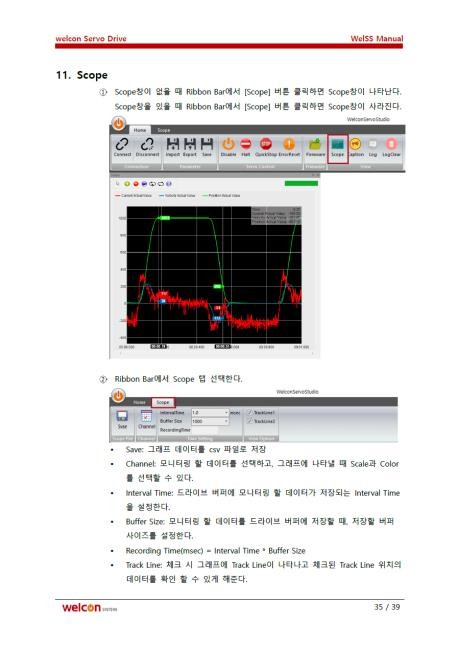 welcon Servo Drive WelSS Manual
11. Scope
① Scope창이 없을 때 Ribbon Bar에서 [Scope] 버튼 클릭하면 Scope창이 나타난다.
Scope창을 있을 때 Ribbon Bar에서 [Scope] 버튼 클릭하면 Scope창이 사라진다.
WelconServoStudio
Home Scope
Connect Disconnect Import Export Save Disable Halt QuickStop ErrorReset Firmware Scope Caption Log LogClear
Connection Parameter Servo Control Firmware View
Current Actual Value Velocity Actual Value Position Actual Value
② Ribbon Bar에서 Scope 탭 선택한다.
WelconServoStudio
Home Scope
IntervalTime 1.0 msec TrackLine1
Buffer Size 1000 TrackLine2
Save Channel RecordingTime
Scope File Channel Time Setting View Option
• Save: 그래프 데이터를 csv 파일로 저장
• Channel: 모니터링 할 데이터를 선택하고, 그래프에 나타낼 때 Scale과 Color
를 선택할 수 있다.
• Interval Time: 드라이브 버퍼에 모니터링 할 데이터가 저장되는 Interval Time
을 설정한다.
• Buffer Size: 모니터링 할 데이터를 드라이브 버퍼에 저장할 때, 저장할 버퍼
사이즈를 설정한다.
• Recording Time(msec) = Interval Time * Buffer Size
• Track Line: 체크 시 그래프에 Track Line이 나타나고 체크된 Track Line 위치의
데이터를 확인 할 수 있게 해준다.
welcon SYSTEMS 35 / 39